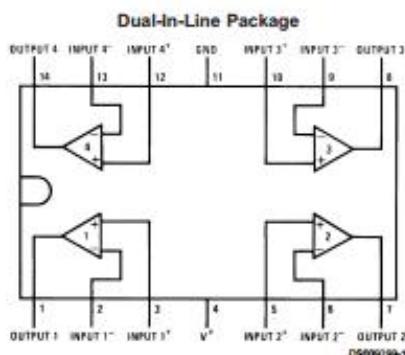 Dual-In-Line Package
OUTPUT 4 INPUT 4⁻ INPUT 4⁺ GND INPUT 3⁺ INPUT 3⁻ OUTPUT 3
14 13 12 11 10 9 8
4 3
1 2
1 2 3 4 5 6 7
OUTPUT 1 INPUT 1⁻ INPUT 1⁺ V⁺ INPUT 2⁺ INPUT 2⁻ OUTPUT 2